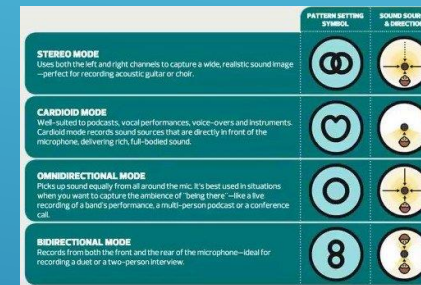 PATTERN SETTING
SYMBOL
SOUND SOUR
& DIRECTION
STEREO MODE
Uses both the left and right channels to capture a wide, realistic sound image
—perfect for recording acoustic guitar or choir.
CARDIOID MODE
Well-suited to podcasts, vocal performances, voice-overs and instruments.
Cardioid mode records sound sources that are directly in front of the
microphone, delivering rich, full-bodied sound.
OMNIDIRECTIONAL MODE
Picks up sound equally from all around the mic. It's best used in situations
when you want to capture the ambience of "being there"—like a live
recording of a band's performance, a multi-person podcast or a conference
call.
BIDIRECTIONAL MODE
Records from both the front and the rear of the microphone—ideal for
recording a duet or a two-person interview.